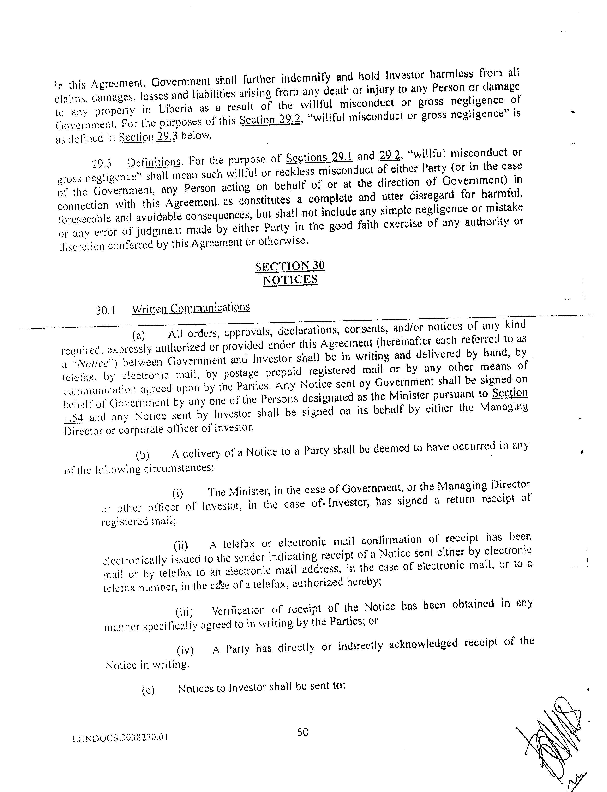 in this Agreement. Government shall further indemnify and hold Investor harmless from all
claims, damages, losses and liabilities arising from any death or injury to any Person or damage
to any property in Liberia as a result of the willful misconduct or gross negligence of
Government. For the purposes of this Section 29.2, "willful misconduct or gross negligence" is
as defined in Section 29.3 below.
29.3 Definitions. For the purpose of Sections 29.1 and 29.2, "willful misconduct or
gross negligence" shall mean such willful or reckless misconduct of either Party (or in the case
of the Government, any Person acting on behalf of or at the direction of Government) in
connection with this Agreement as constitutes a complete and utter disregard for harmful,
foreseeable and avoidable consequences, but shall not include any simple negligence or mistake
or any error of judgment made by either Party in the good faith exercise of any authority or
discretion conferred by this Agreement or otherwise.
SECTION 30
NOTICES
30.1 Written Communications
(a) All orders, approvals, declarations, consents, and/or notices of any kind
required, expressly authorized or provided under this Agreement (hereafter each referred to as
a "Notice") between Government and Investor shall be in writing and delivered by hand, by
telefax, by electronic mail, by postage prepaid registered mail or by any other means of
communication agreed upon by the Parties. Any Notice sent by Government shall be signed on
behalf of Government by any one of the Persons designated as the Minister pursuant to Section
1.54 and any Notice sent by Investor shall be signed on its behalf by either the Managing
Director or corporate officer of investor.
(b) A delivery of a Notice to a Party shall be deemed to have occurred in any
of the following circumstances:
(i) The Minister, in the case of Government, or the Managing Director
or other officer of Investor, in the case of Investor, has signed a return receipt of
registered mail;
(ii) A telefax or electronic mail confirmation of receipt has been
electronically issued to the sender indicating receipt of a Notice sent either by electronic
mail or by telefax to an electronic mail address, in the case of electronic mail, or to a
telefax number, in the case of a telefax, authorized hereby;
(iii) Verification of receipt of the Notice has been obtained in any
manner specifically agreed to in writing by the Parties; or
(iv) A Party has directly or indirectly acknowledged receipt of the
Notice in writing.
(c) Notices to Investor shall be sent to:
50